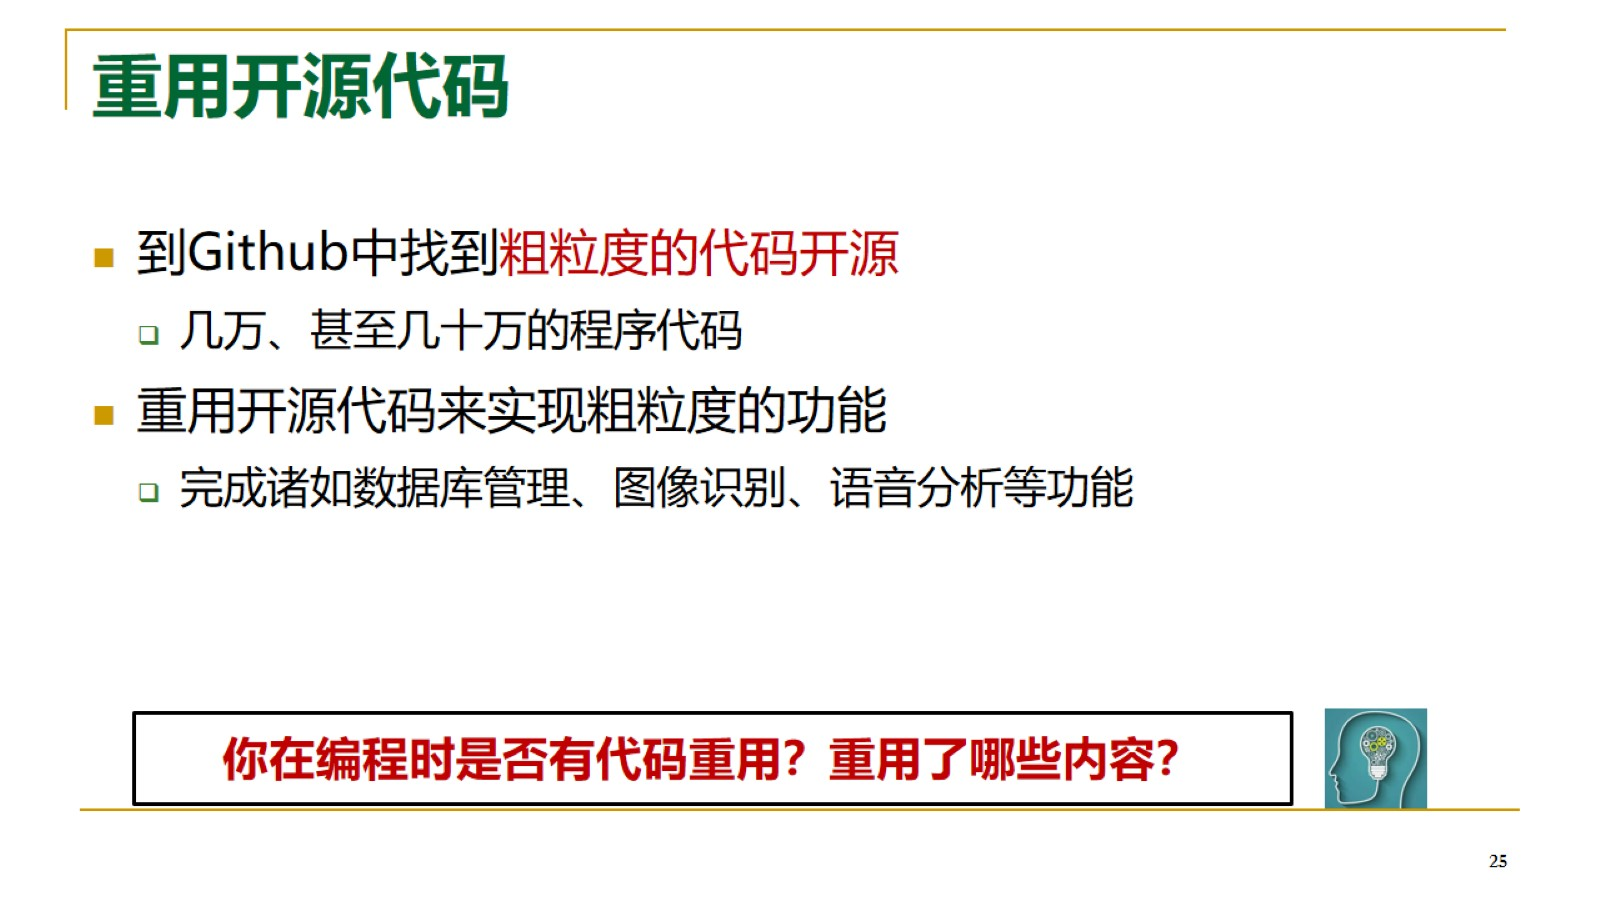 重用开源代码
到Github中找到粗粒度的代码开源
几万、甚至几十万的程序代码
重用开源代码来实现粗粒度的功能
完成诸如数据库管理、图像识别、语音分析等功能
你在编程时是否有代码重用？重用了哪些内容？
25